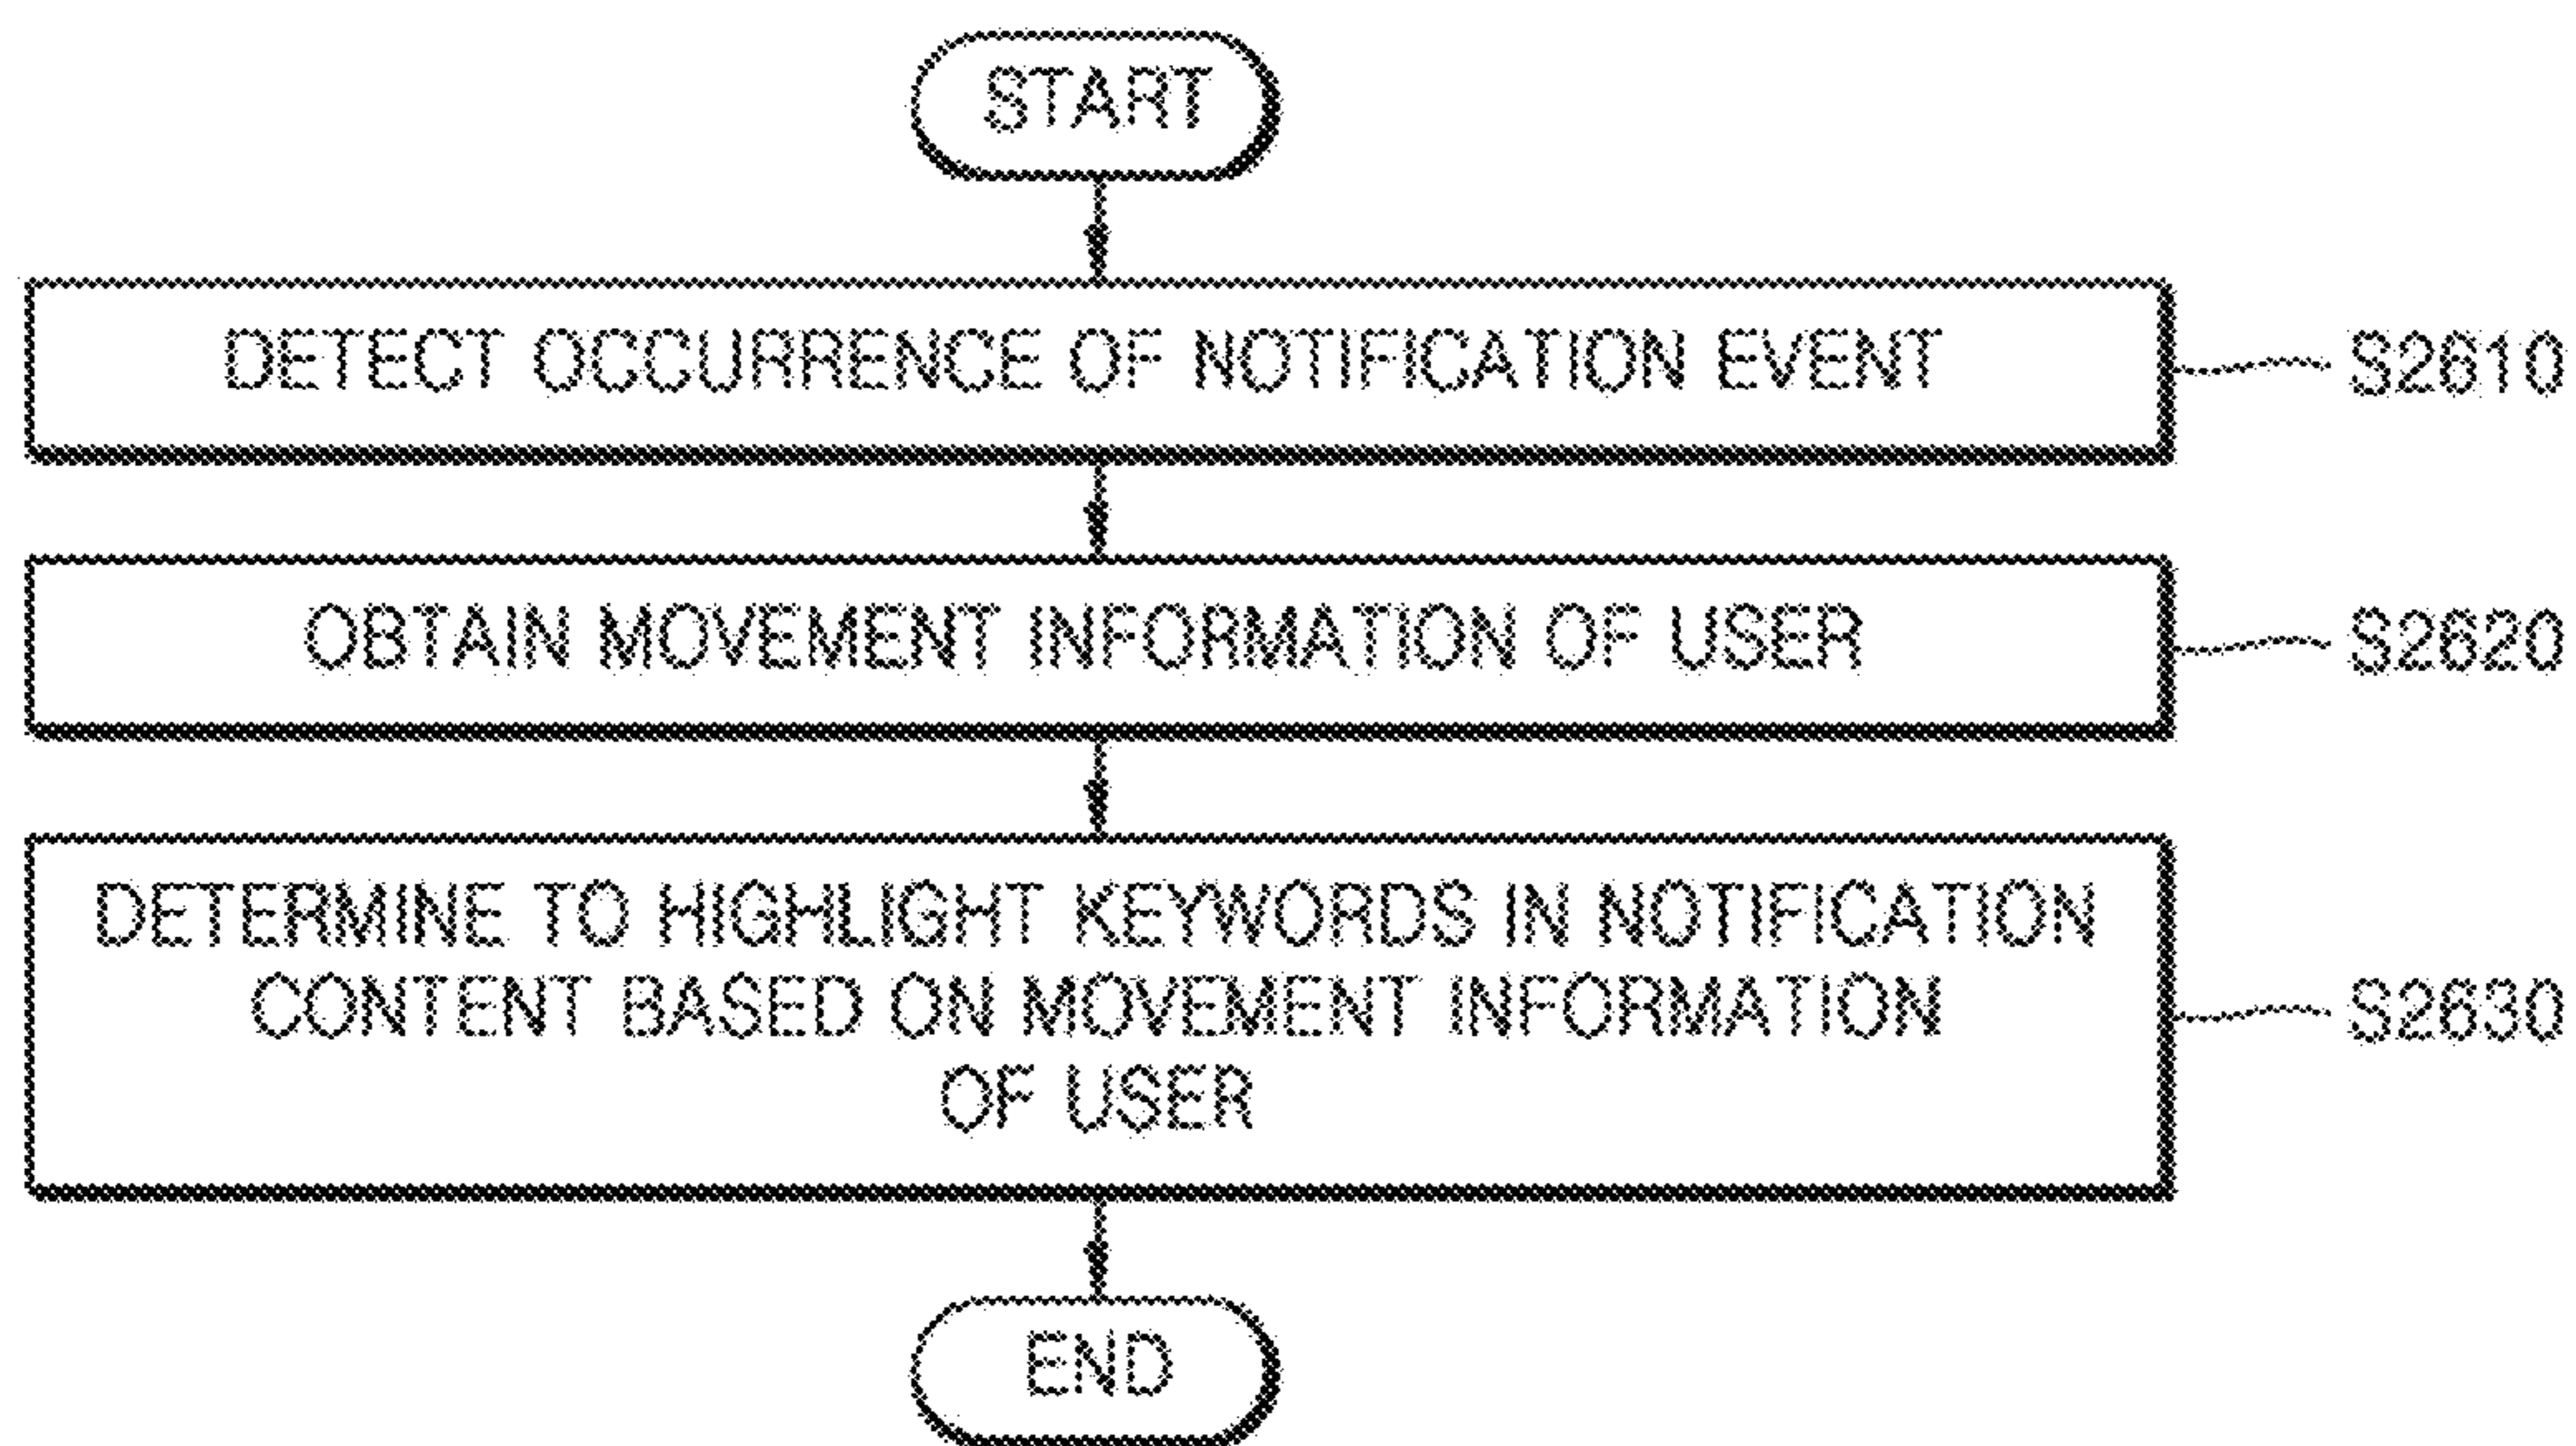 START
DETECT OCCURRENCE OF NOTIFICATION EVENT
S2610
OBTAIN MOVEMENT INFORMATION OF USER
S2620
DETERMINE TO HIGHLIGHT KEYWORDS IN NOTIFICATION
CONTENT BASED ON MOVEMENT INFORMATION
OF USER
S2630
END